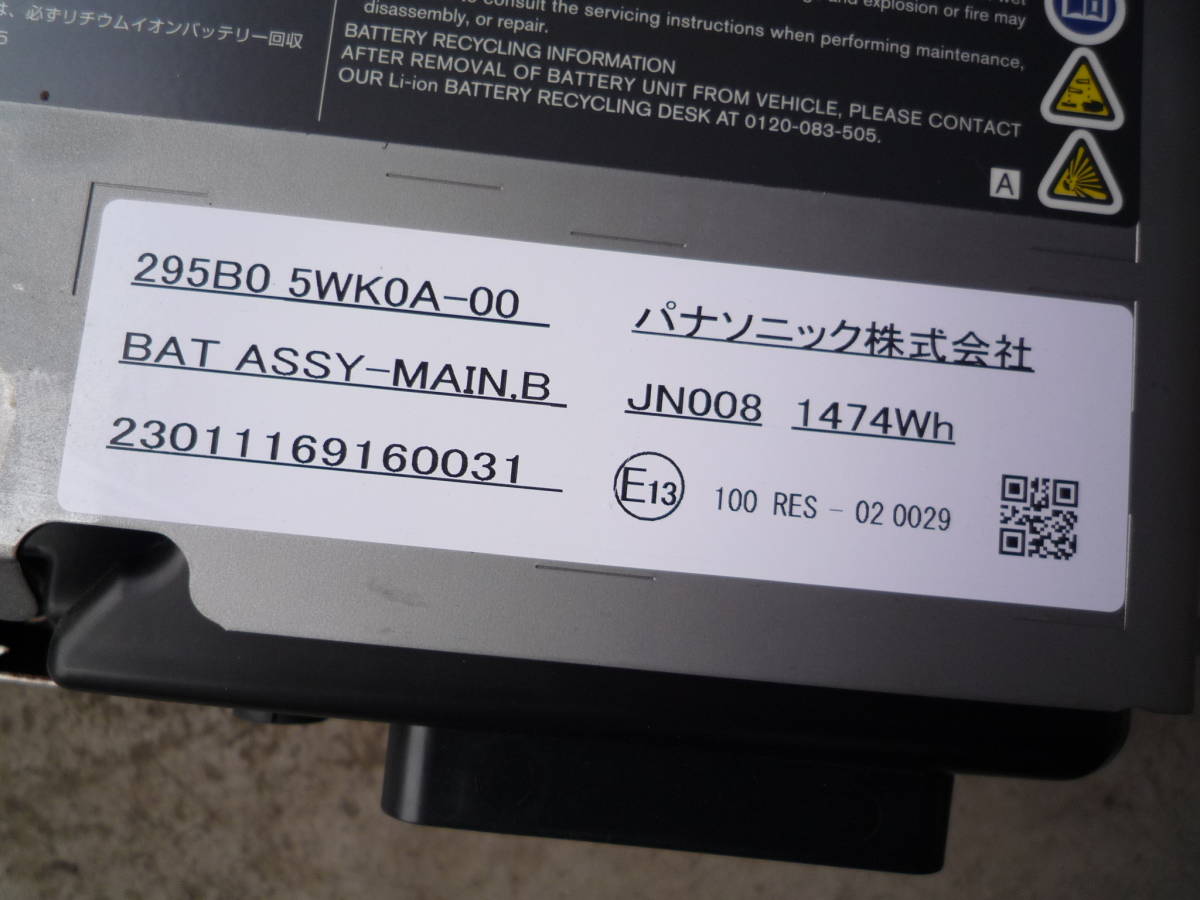 は、必ずリチウムイオンバッテリー回収
5
consult the servicing instructions when performing maintenance,
and explosion or fire may
disassembly, or repair.
BATTERY RECYCLING INFORMATION
AFTER REMOVAL OF BATTERY UNIT FROM VEHICLE, PLEASE CONTACT
OUR Li-ion BATTERY RECYCLING DESK AT 0120-083-505.
A
295B0 5WK0A-00
BAT ASSY-MAIN,B
23011169160031
パナソニック株式会社
JN008 1474Wh
E13 100 RES - 02 0029